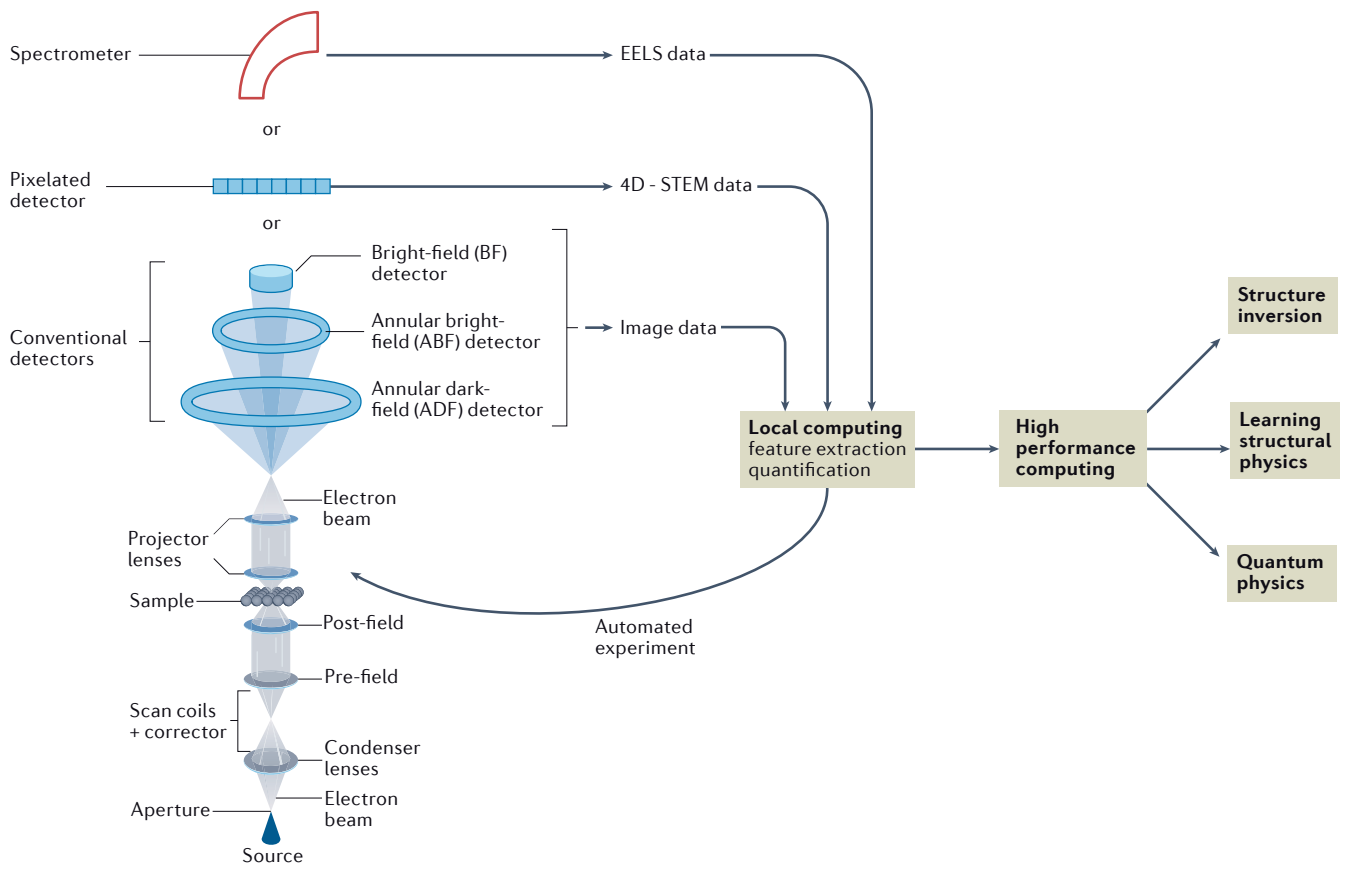 Spectrometer
EELS data
or
Pixelated
detector
4D - STEM data
or
Conventional
detectors
Bright-field (BF)
detector
Annular bright-
field (ABF) detector
Annular dark-
field (ADF) detector
Image data
Local computing
feature extraction
quantification
High
performance
computing
Structure
inversion
Learning
structural
physics
Quantum
physics
Automated
experiment
Electron
beam
Projector
lenses
Sample
Post-field
Pre-field
Scan coils
+ corrector
Condenser
lenses
Electron
beam
Aperture
Source